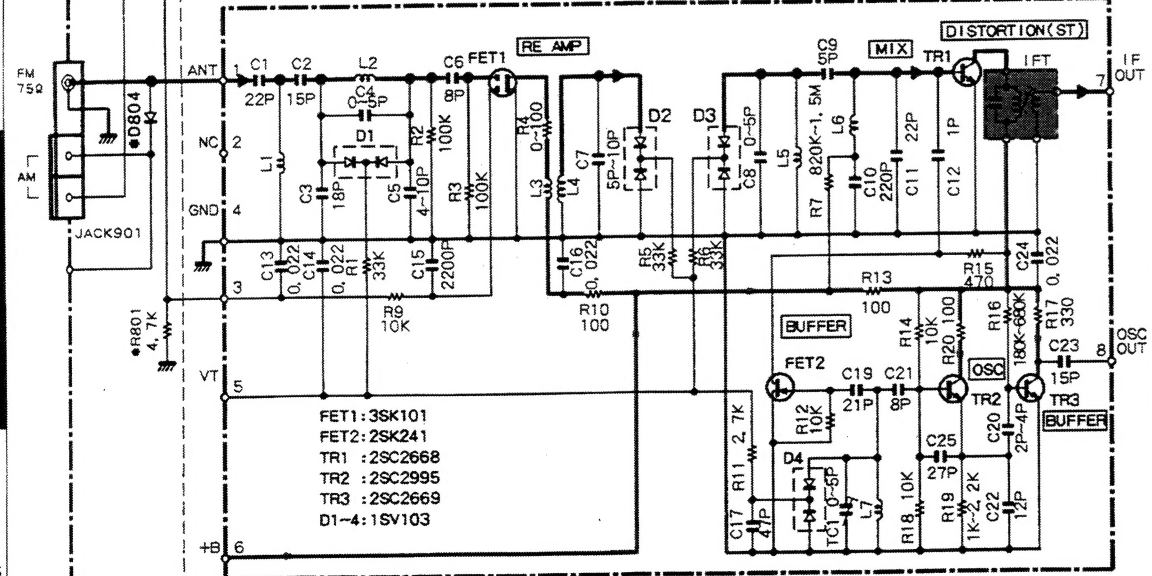 DISTORTION(ST)
RE AMP
MIX
TR1
IFT
FM
75Ω
ANT
1
C1
22P
C2
15P
L2
C4
0~5P
C6
8P
FET1
C9
5P
7
IF
OUT
*D804
NC
2
L1
D1
R2
100K
R3
100K
R4
0~100
L3
L4
C7
5P~10P
D2
D3
C8
0~5P
L5
820K~1, 5M
R7
L6
C10
220P
C11
22P
C12
1P
AM
C3
18P
C5
4~10P
GND
4
JACK901
C13
0, 022
C14
0, 022
R1
33K
C15
2200P
C16
0, 022
R5
33K
R6
33K
R15
470
C24
0, 022
3
R9
10K
R10
100
R13
100
*R801
4, 7K
BUFFER
R14
10K
R20
100
R16
180K~680K
R17
330
C23
15P
8
OSC
OUT
VT
5
FET2
C19
21P
C21
8P
OSC
TR2
TR3
BUFFER
R12
10K
C20
2P~4P
FET1:3SK101
FET2:2SK241
TR1 :2SC2668
TR2 :2SC2995
TR3 :2SC2669
D1~4:1SV103
R11
2, 7K
D4
C25
27P
C17
47P
TC1
0~5P
L7
R18
10K
R19
1K~2, 2K
C22
12P
+B
6